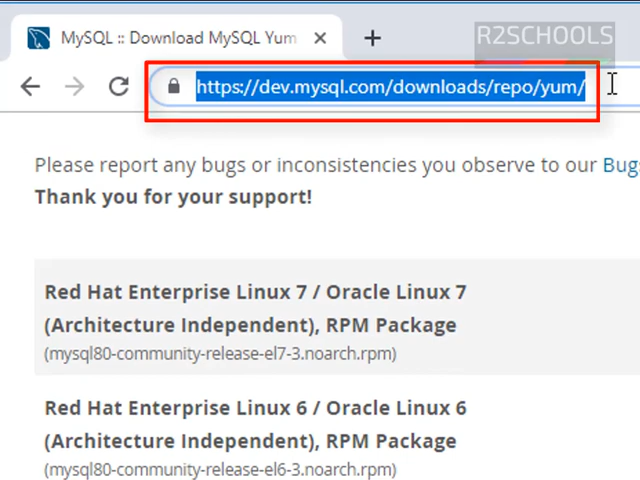 MySQL :: Download MySQL Yum
R2SCHOOLS
https://dev.mysql.com/downloads/repo/yum/
Please report any bugs or inconsistencies you observe to our Bugs
Thank you for your support!
Red Hat Enterprise Linux 7 / Oracle Linux 7
(Architecture Independent), RPM Package
(mysql80-community-release-el7-3.noarch.rpm)
Red Hat Enterprise Linux 6 / Oracle Linux 6
(Architecture Independent), RPM Package
(mysql80-community-release-el6-3.noarch.rpm)